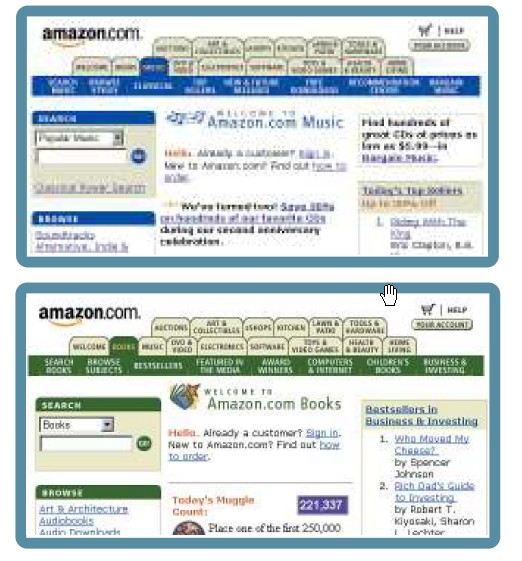 amazon.com.
HELP
YOUR ACCOUNT
AUCTIONS
ART & COLLECTIBLES
KITCHEN
LAWN & PATIO
TOOLS & HARDWARE
WELCOME
BOOKS
MUSIC
DVD & VIDEO
ELECTRONICS
SOFTWARE
TOYS & VIDEO GAMES
HEALTH & BEAUTY
HOME LIVING
SEARCH MUSIC
BROWSE STYLES
CLASSICAL
TOP SELLERS
NEW & FUTURE RELEASES
FREE DOWNLOADS
RECOMMENDATION CENTER
BARGAIN MUSIC
SEARCH
Popular Music
GO!
Classical Power Search
BROWSE
Soundtracks
Alternative, Indie &
WELCOME TO
Amazon.com Music
Hello. Already a customer? Sign in.
New to Amazon.com? Find out how to
order.
We've turned two! Save 30%
on hundreds of our favorite CDs
during our second anniversary
celebration.
Find hundreds of
great CDs at prices as
low as $5.99—in
Bargain Music.
Today's Top Sellers
Up to 30% Off
1. Riding With The
King
Eric Clapton, B.B.
amazon.com.
HELP
YOUR ACCOUNT
AUCTIONS
ART & COLLECTIBLES
zSHOPS
KITCHEN
LAWN & PATIO
TOOLS & HARDWARE
WELCOME
BOOKS
MUSIC
DVD & VIDEO
ELECTRONICS
SOFTWARE
TOYS & VIDEO GAMES
HEALTH & BEAUTY
HOME LIVING
SEARCH BOOKS
BROWSE SUBJECTS
BESTSELLERS
FEATURED IN THE MEDIA
AWARD WINNERS
COMPUTERS & INTERNET
CHILDREN'S BOOKS
BUSINESS & INVESTING
SEARCH
Books
GO!
BROWSE
Art & Architecture
Audiobooks
Audio Downloads
WELCOME TO
Amazon.com Books
Hello. Already a customer? Sign in.
New to Amazon.com? Find out how
to order.
Today's Muggle
Count:
221,337
Place one of the first 250,000
Bestsellers in
Business & Investing
1. Who Moved My
Cheese?
by Spencer
Johnson
2. Rich Dad's Guide
to Investing
by Robert T.
Kiyosaki, Sharon
L. Lechter